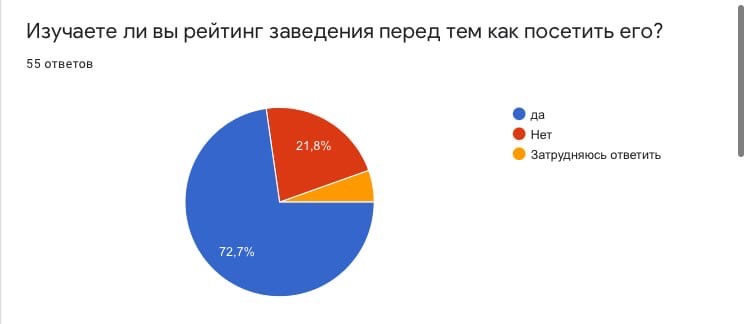 Изучаете ли вы рейтинг заведения перед тем как посетить его?
55 ответов
да
Нет
Затрудняюсь ответить
21,8%
72,7%